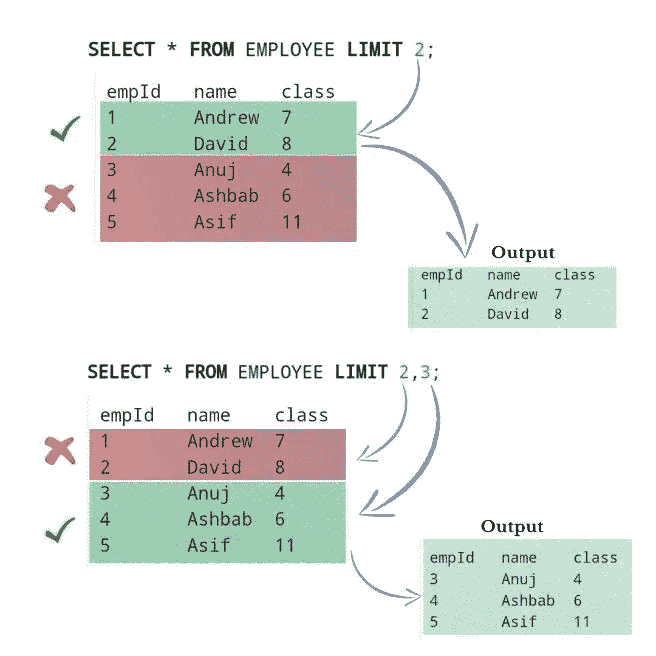 SELECT * FROM EMPLOYEE LIMIT 2;
empId name class
1 Andrew 7
2 David 8
3 Anuj 4
4 Ashbab 6
5 Asif 11
Output
empId name class
1 Andrew 7
2 David 8
SELECT * FROM EMPLOYEE LIMIT 2,3;
empId name class
1 Andrew 7
2 David 8
3 Anuj 4
4 Ashbab 6
5 Asif 11
Output
empId name class
3 Anuj 4
4 Ashbab 6
5 Asif 11